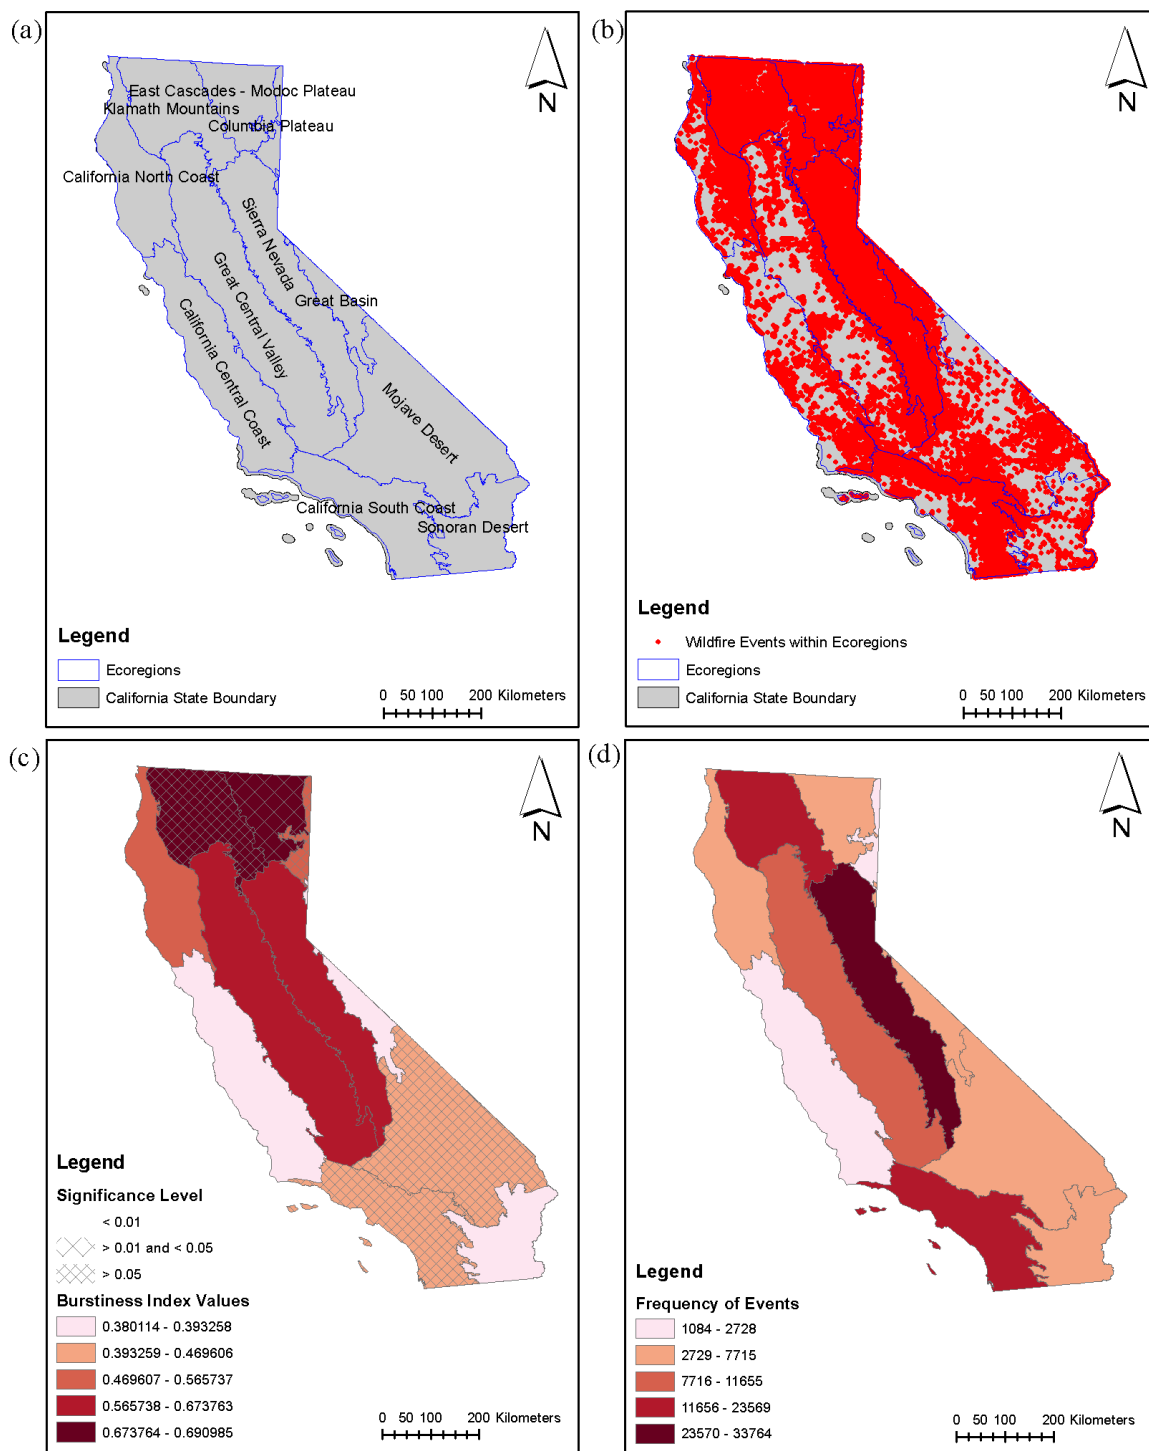 (a)
N
East Cascades - Modoc Plateau
Klamath Mountains
Columbia Plateau
California North Coast
Sierra Nevada
Great Central Valley
Great Basin
California Central Coast
Mojave Desert
California South Coast
Sonoran Desert
Legend
Ecoregions
California State Boundary
0 50 100 200 Kilometers
(b)
N
Legend
Wildfire Events within Ecoregions
Ecoregions
California State Boundary
0 50 100 200 Kilometers
(c)
N
Legend
Significance Level
< 0.01
> 0.01 and < 0.05
> 0.05
Burstiness Index Values
0.380114 - 0.393258
0.393259 - 0.469606
0.469607 - 0.565737
0.565738 - 0.673763
0.673764 - 0.690985
0 50 100 200 Kilometers
(d)
N
Legend
Frequency of Events
1084 - 2728
2729 - 7715
7716 - 11655
11656 - 23569
23570 - 33764
0 50 100 200 Kilometers